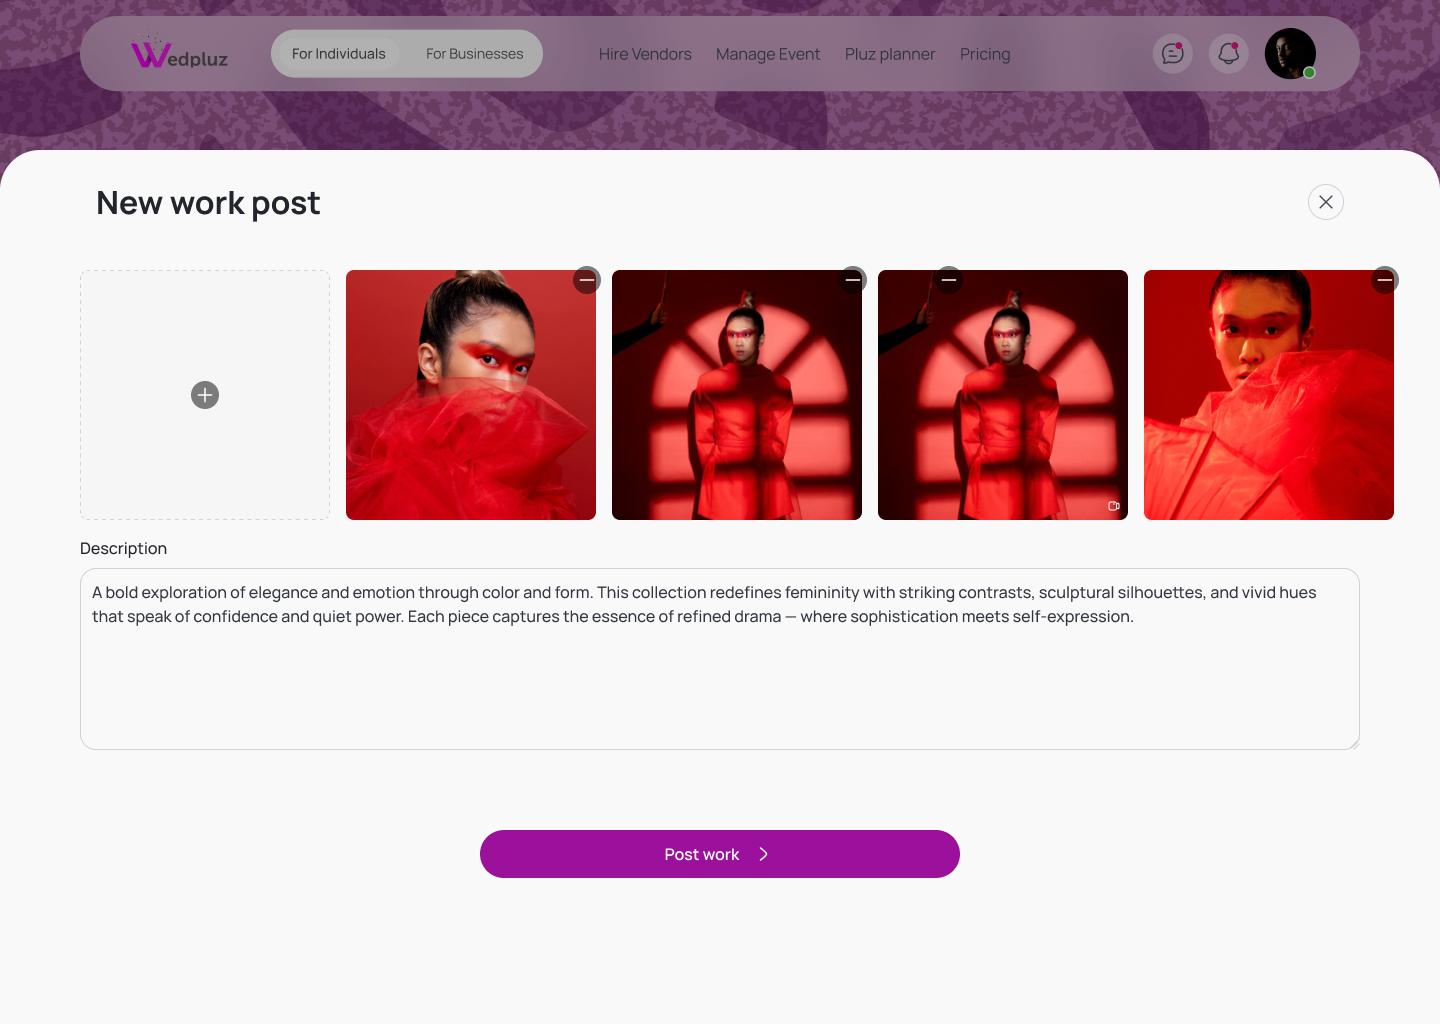 Wedpluz
For Individuals
For Businesses
Hire Vendors
Manage Event
Pluz planner
Pricing
New work post
Description
A bold exploration of elegance and emotion through color and form. This collection redefines femininity with striking contrasts, sculptural silhouettes, and vivid hues
that speak of confidence and quiet power. Each piece captures the essence of refined drama — where sophistication meets self-expression.
Post work